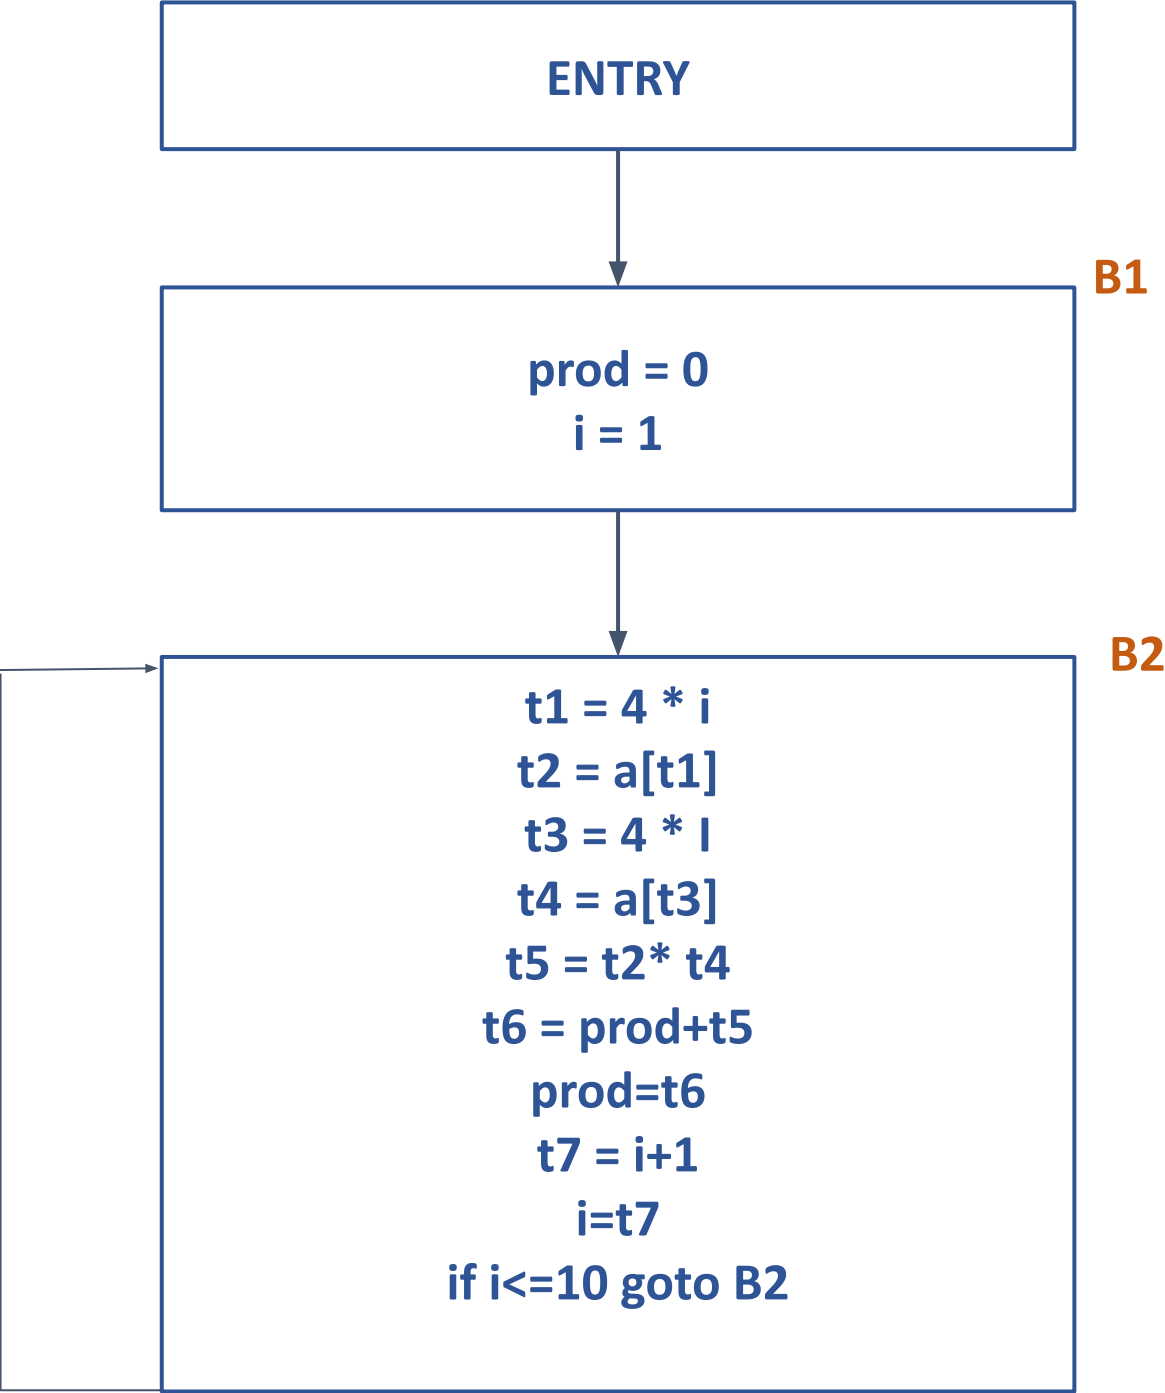 ENTRY
B1
prod = 0
i = 1
B2
t1 = 4 * i
t2 = a[t1]
t3 = 4 * I
t4 = a[t3]
t5 = t2* t4
t6 = prod+t5
prod=t6
t7 = i+1
i=t7
if i<=10 goto B2